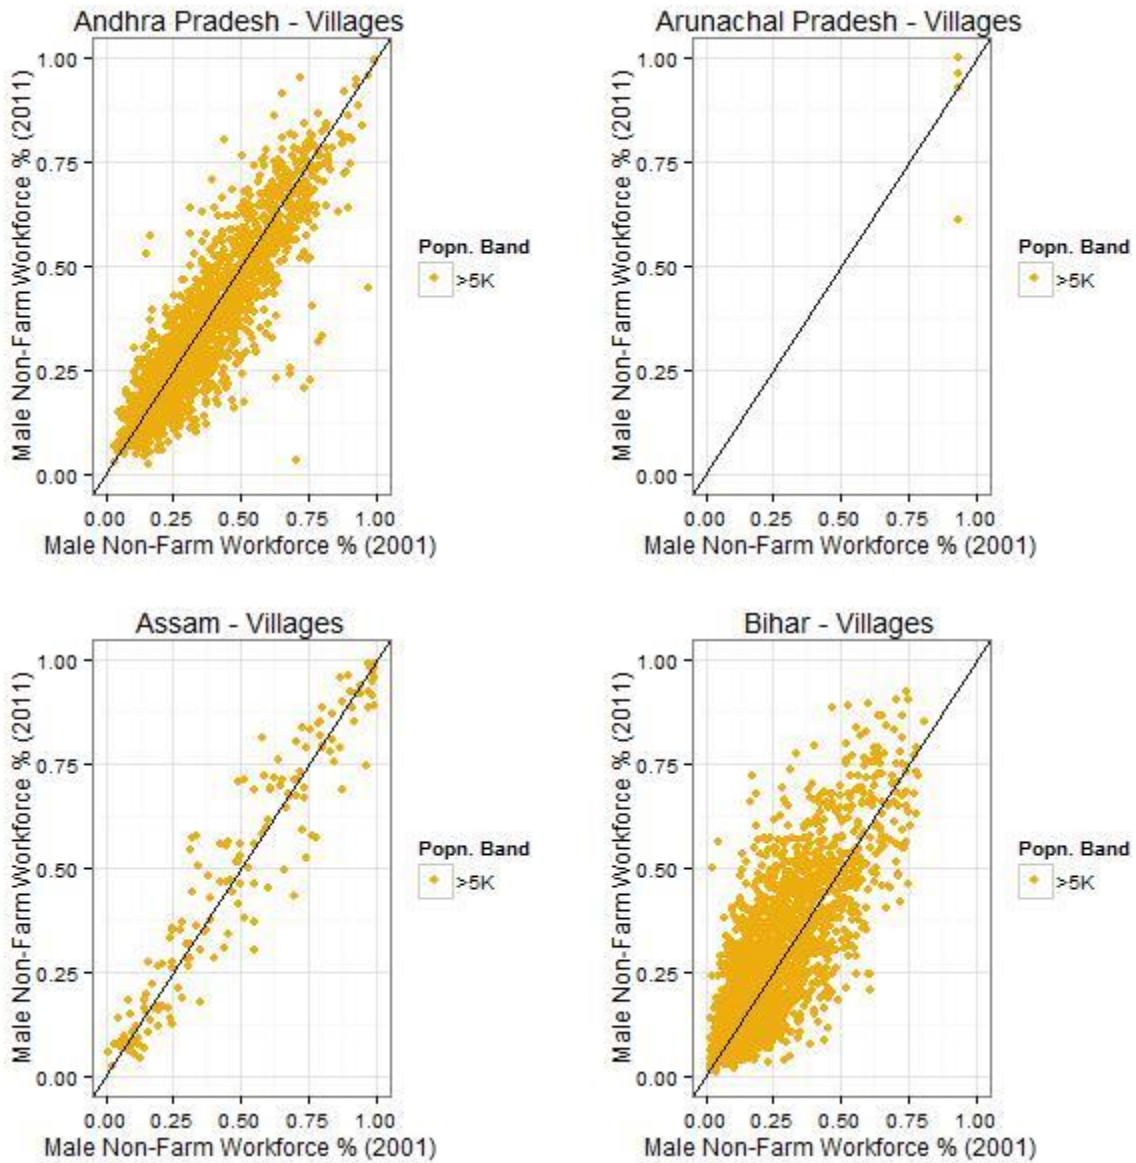 Andhra Pradesh - Villages
Male Non-Farm Workforce % (2011)
1.00
0.75
0.50
0.25
0.00
0.00 0.25 0.50 0.75 1.00
Male Non-Farm Workforce % (2001)
Popn. Band
>5K
Arunachal Pradesh - Villages
Male Non-Farm Workforce % (2011)
1.00
0.75
0.50
0.25
0.00
0.00 0.25 0.50 0.75 1.00
Male Non-Farm Workforce % (2001)
Popn. Band
>5K
Assam - Villages
Male Non-Farm Workforce % (2011)
1.00
0.75
0.50
0.25
0.00
0.00 0.25 0.50 0.75 1.00
Male Non-Farm Workforce % (2001)
Popn. Band
>5K
Bihar - Villages
Male Non-Farm Workforce % (2011)
1.00
0.75
0.50
0.25
0.00
0.00 0.25 0.50 0.75 1.00
Male Non-Farm Workforce % (2001)
Popn. Band
>5K